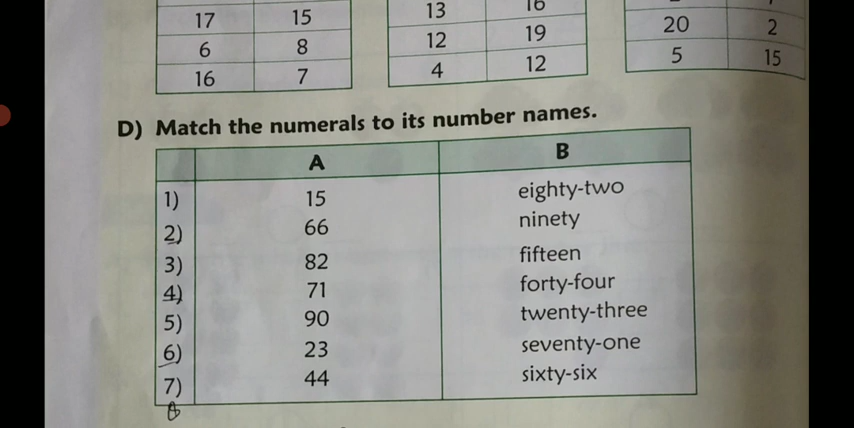 17 15
6 8
16 7
13 16
12 19
4 12
20 2
5 15
D) Match the numerals to its number names.
A B
1) 15 eighty-two
2) 66 ninety
3) 82 fifteen
4) 71 forty-four
5) 90 twenty-three
6) 23 seventy-one
7) 44 sixty-six